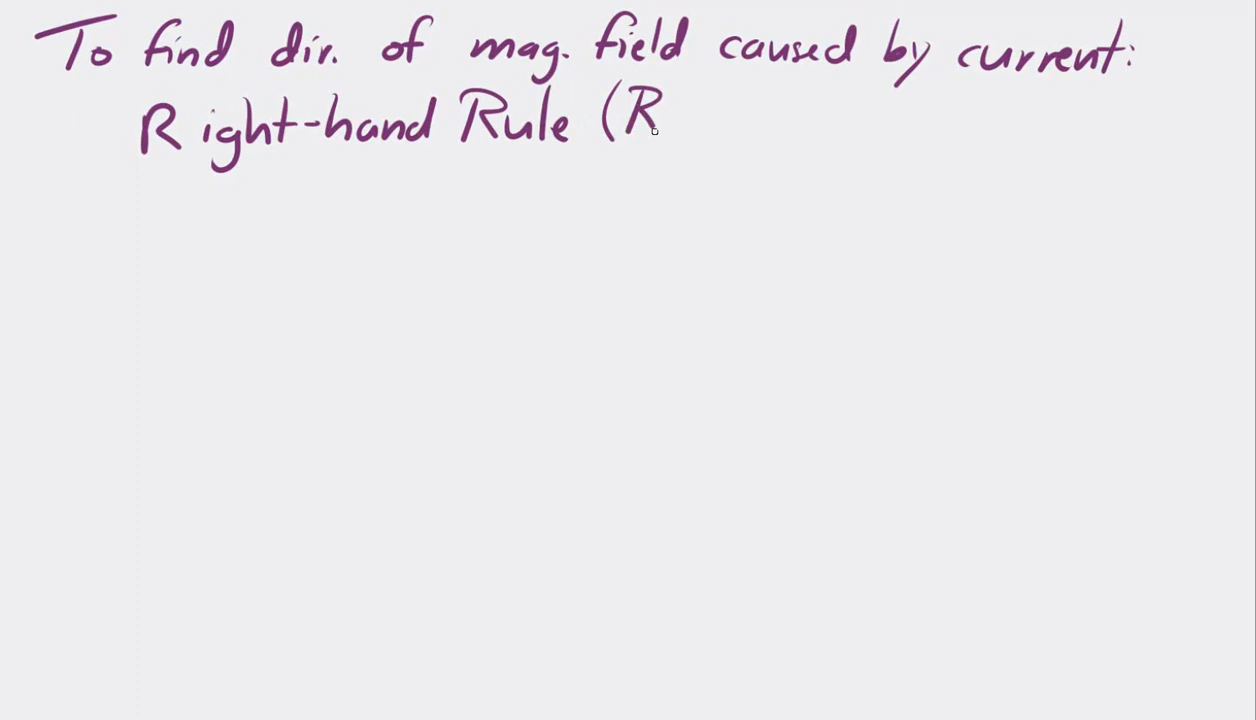 To find dir. of mag. field caused by current:
Right-hand Rule (R